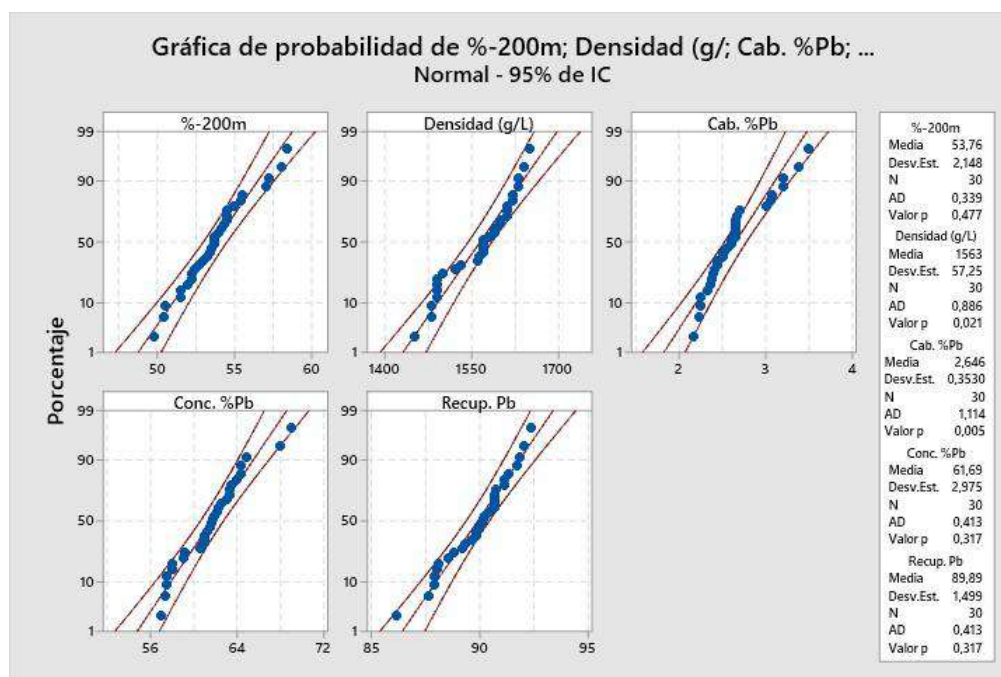 Gráfica de probabilidad de %-200m; Densidad (g/; Cab. %Pb; ...
Normal - 95% de IC
%-200m
99
90
50
10
1
50 55 60
Densidad (g/L)
1400 1550 1700
Cab. %Pb
2 3 4
Porcentaje
Conc. %Pb
99
90
50
10
1
56 64 72
Recup. Pb
85 90 95
%-200m
Media 53,76
Desv.Est. 2,148
N 30
AD 0,339
Valor p 0,477
Densidad (g/L)
Media 1563
Desv.Est. 57,25
N 30
AD 0,886
Valor p 0,021
Cab. %Pb
Media 2,646
Desv.Est. 0,3530
N 30
AD 1,114
Valor p 0,005
Conc. %Pb
Media 61,69
Desv.Est. 2,975
N 30
AD 0,413
Valor p 0,317
Recup. Pb
Media 89,89
Desv.Est. 1,499
N 30
AD 0,413
Valor p 0,317